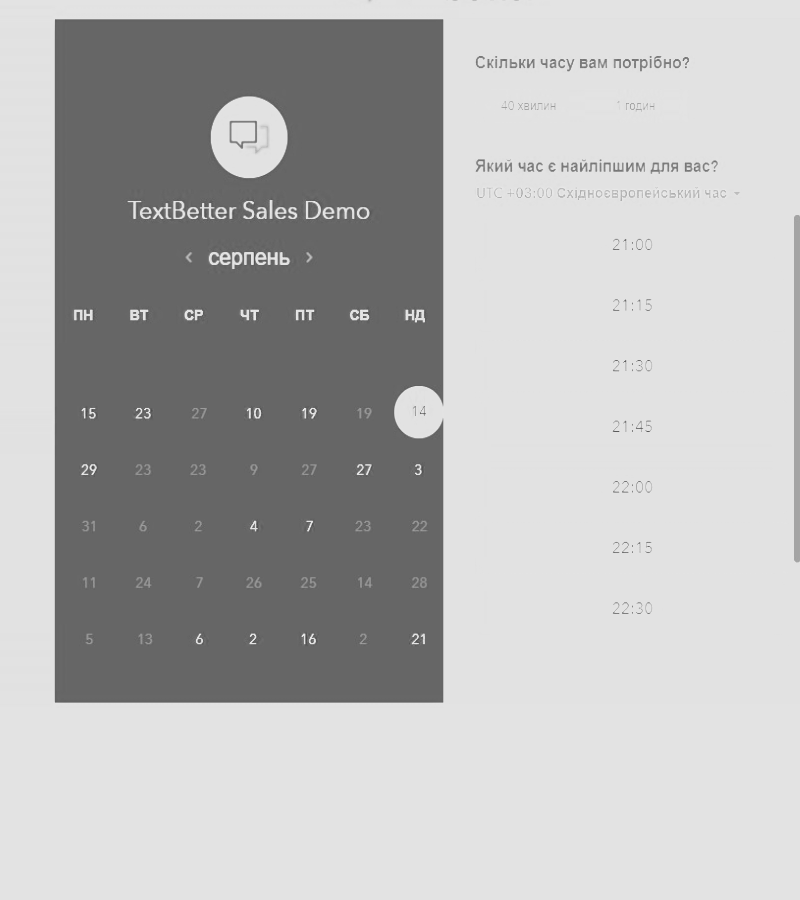 TextBetter Sales Demo
серпень
ПН ВТ СР ЧТ ПТ СБ НД
15 23 27 10 19 19 14
29 23 23 9 27 27 3
31 6 2 4 7 23 22
11 24 7 26 25 14 28
5 13 6 2 16 2 21
Скільки часу вам потрібно?
40 хвилин 1 годин
Який час є найліпшим для вас?
UTC +03:00 Східноєвропейський час
21:00
21:15
21:30
21:45
22:00
22:15
22:30